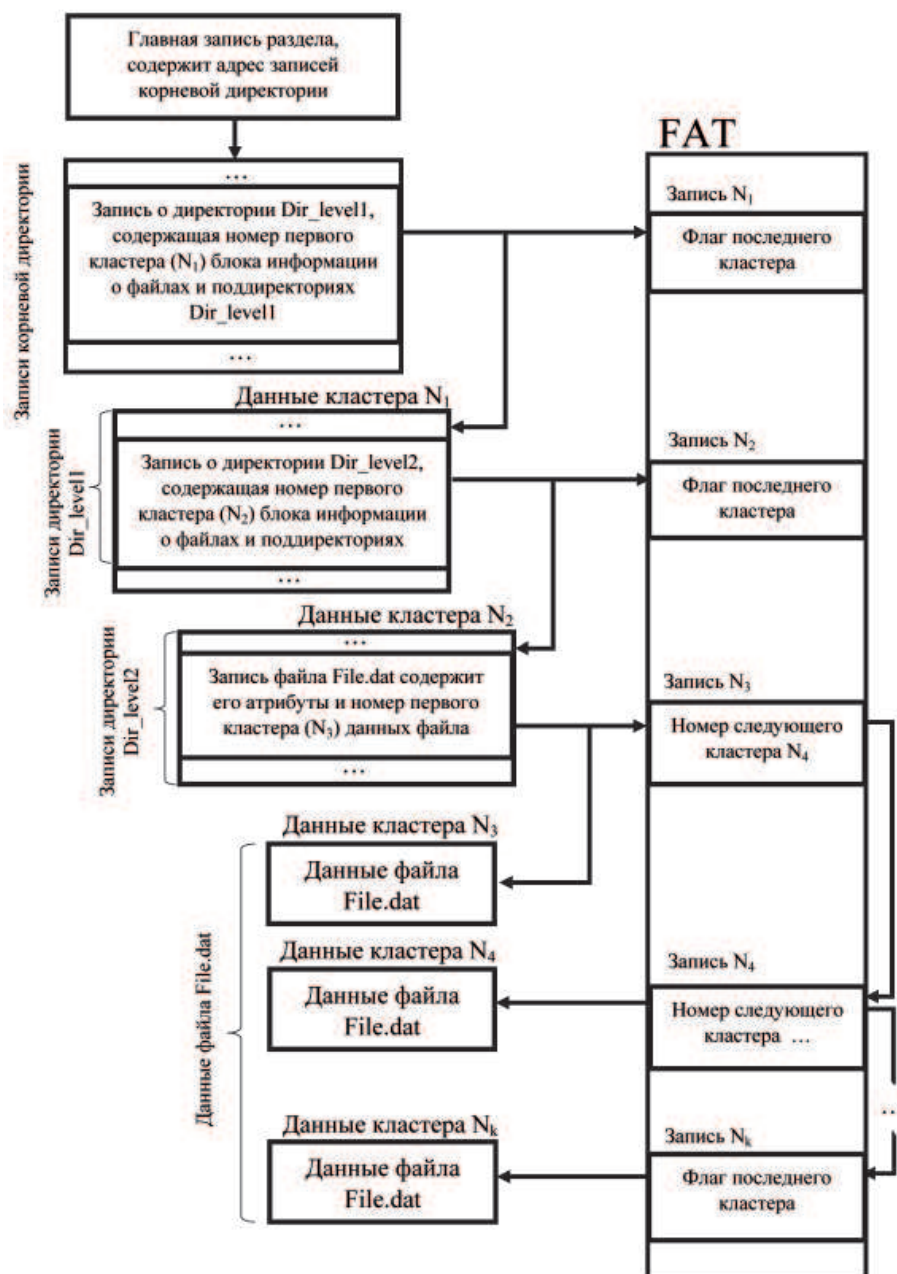 Главная запись раздела,
содержит адрес записей
корневой директории
FAT
Записи корневой директории
...
Запись о директории Dir_level1,
содержащая номер первого
кластера (N₁) блока информации
о файлах и поддиректориях
Dir_level1
...
Запись N₁
Флаг последнего
кластера
Данные кластера N₁
Записи директории
Dir_level1
...
Запись о директории Dir_level2,
содержащая номер первого
кластера (N₂) блока информации
о файлах и поддиректориях
...
Запись N₂
Флаг последнего
кластера
Данные кластера N₂
Записи директории
Dir_level2
...
Запись файла File.dat содержит
его атрибуты и номер первого
кластера (N₃) данных файла
...
Запись N₃
Номер следующего
кластера N₄
Данные файла File.dat
Данные кластера N₃
Данные файла
File.dat
Данные кластера N₄
Данные файла
File.dat
Запись N₄
Номер следующего
кластера ...
Данные кластера Nₖ
Данные файла
File.dat
Запись Nₖ
Флаг последнего
кластера